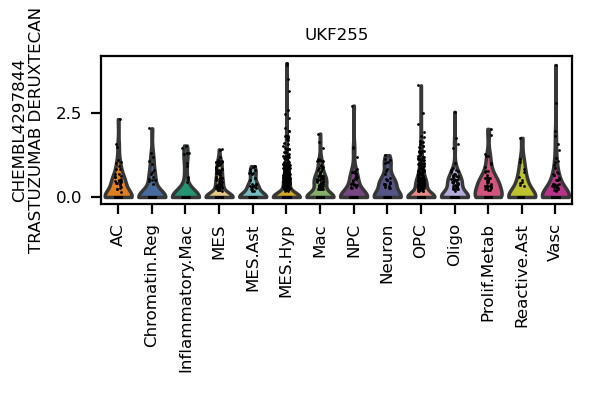 UKF255
CHEMBL4297844
TRASTUZUMAB DERUXTECAN
2.5
0.0
AC
Chromatin.Reg
Inflammatory.Mac
MES
MES.Ast
MES.Hyp
Mac
NPC
Neuron
OPC
Oligo
Prolif.Metab
Reactive.Ast
Vasc